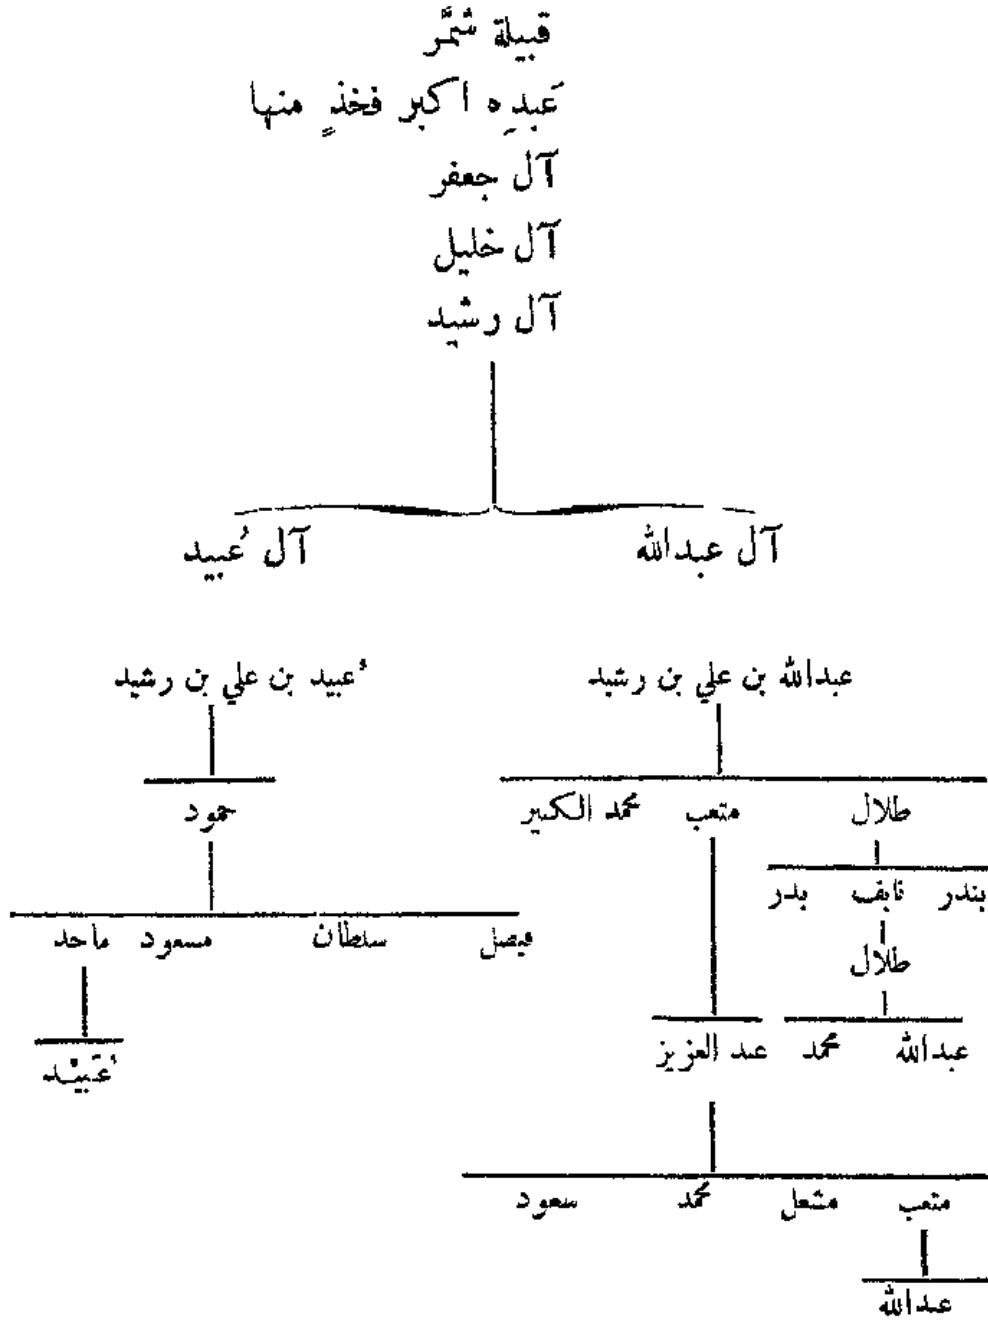 قبيلة شمَّر
عَبدِه اكبر فخذٍ منها
آل جعفر
آل خليل
آل رشيد
آل عبدالله
آل عُبيد
عبدالله بن علي بن رشيد
عُبيد بن علي بن رشيد
طلال متعب محمد الكبير
حمود
بندر نايف بدر
فيصل سلطان مسعود ماجد
طلال
عبدالله محمد عبد العزيز
عُبَيْد
متعب مشعل محمد سعود
عبدالله